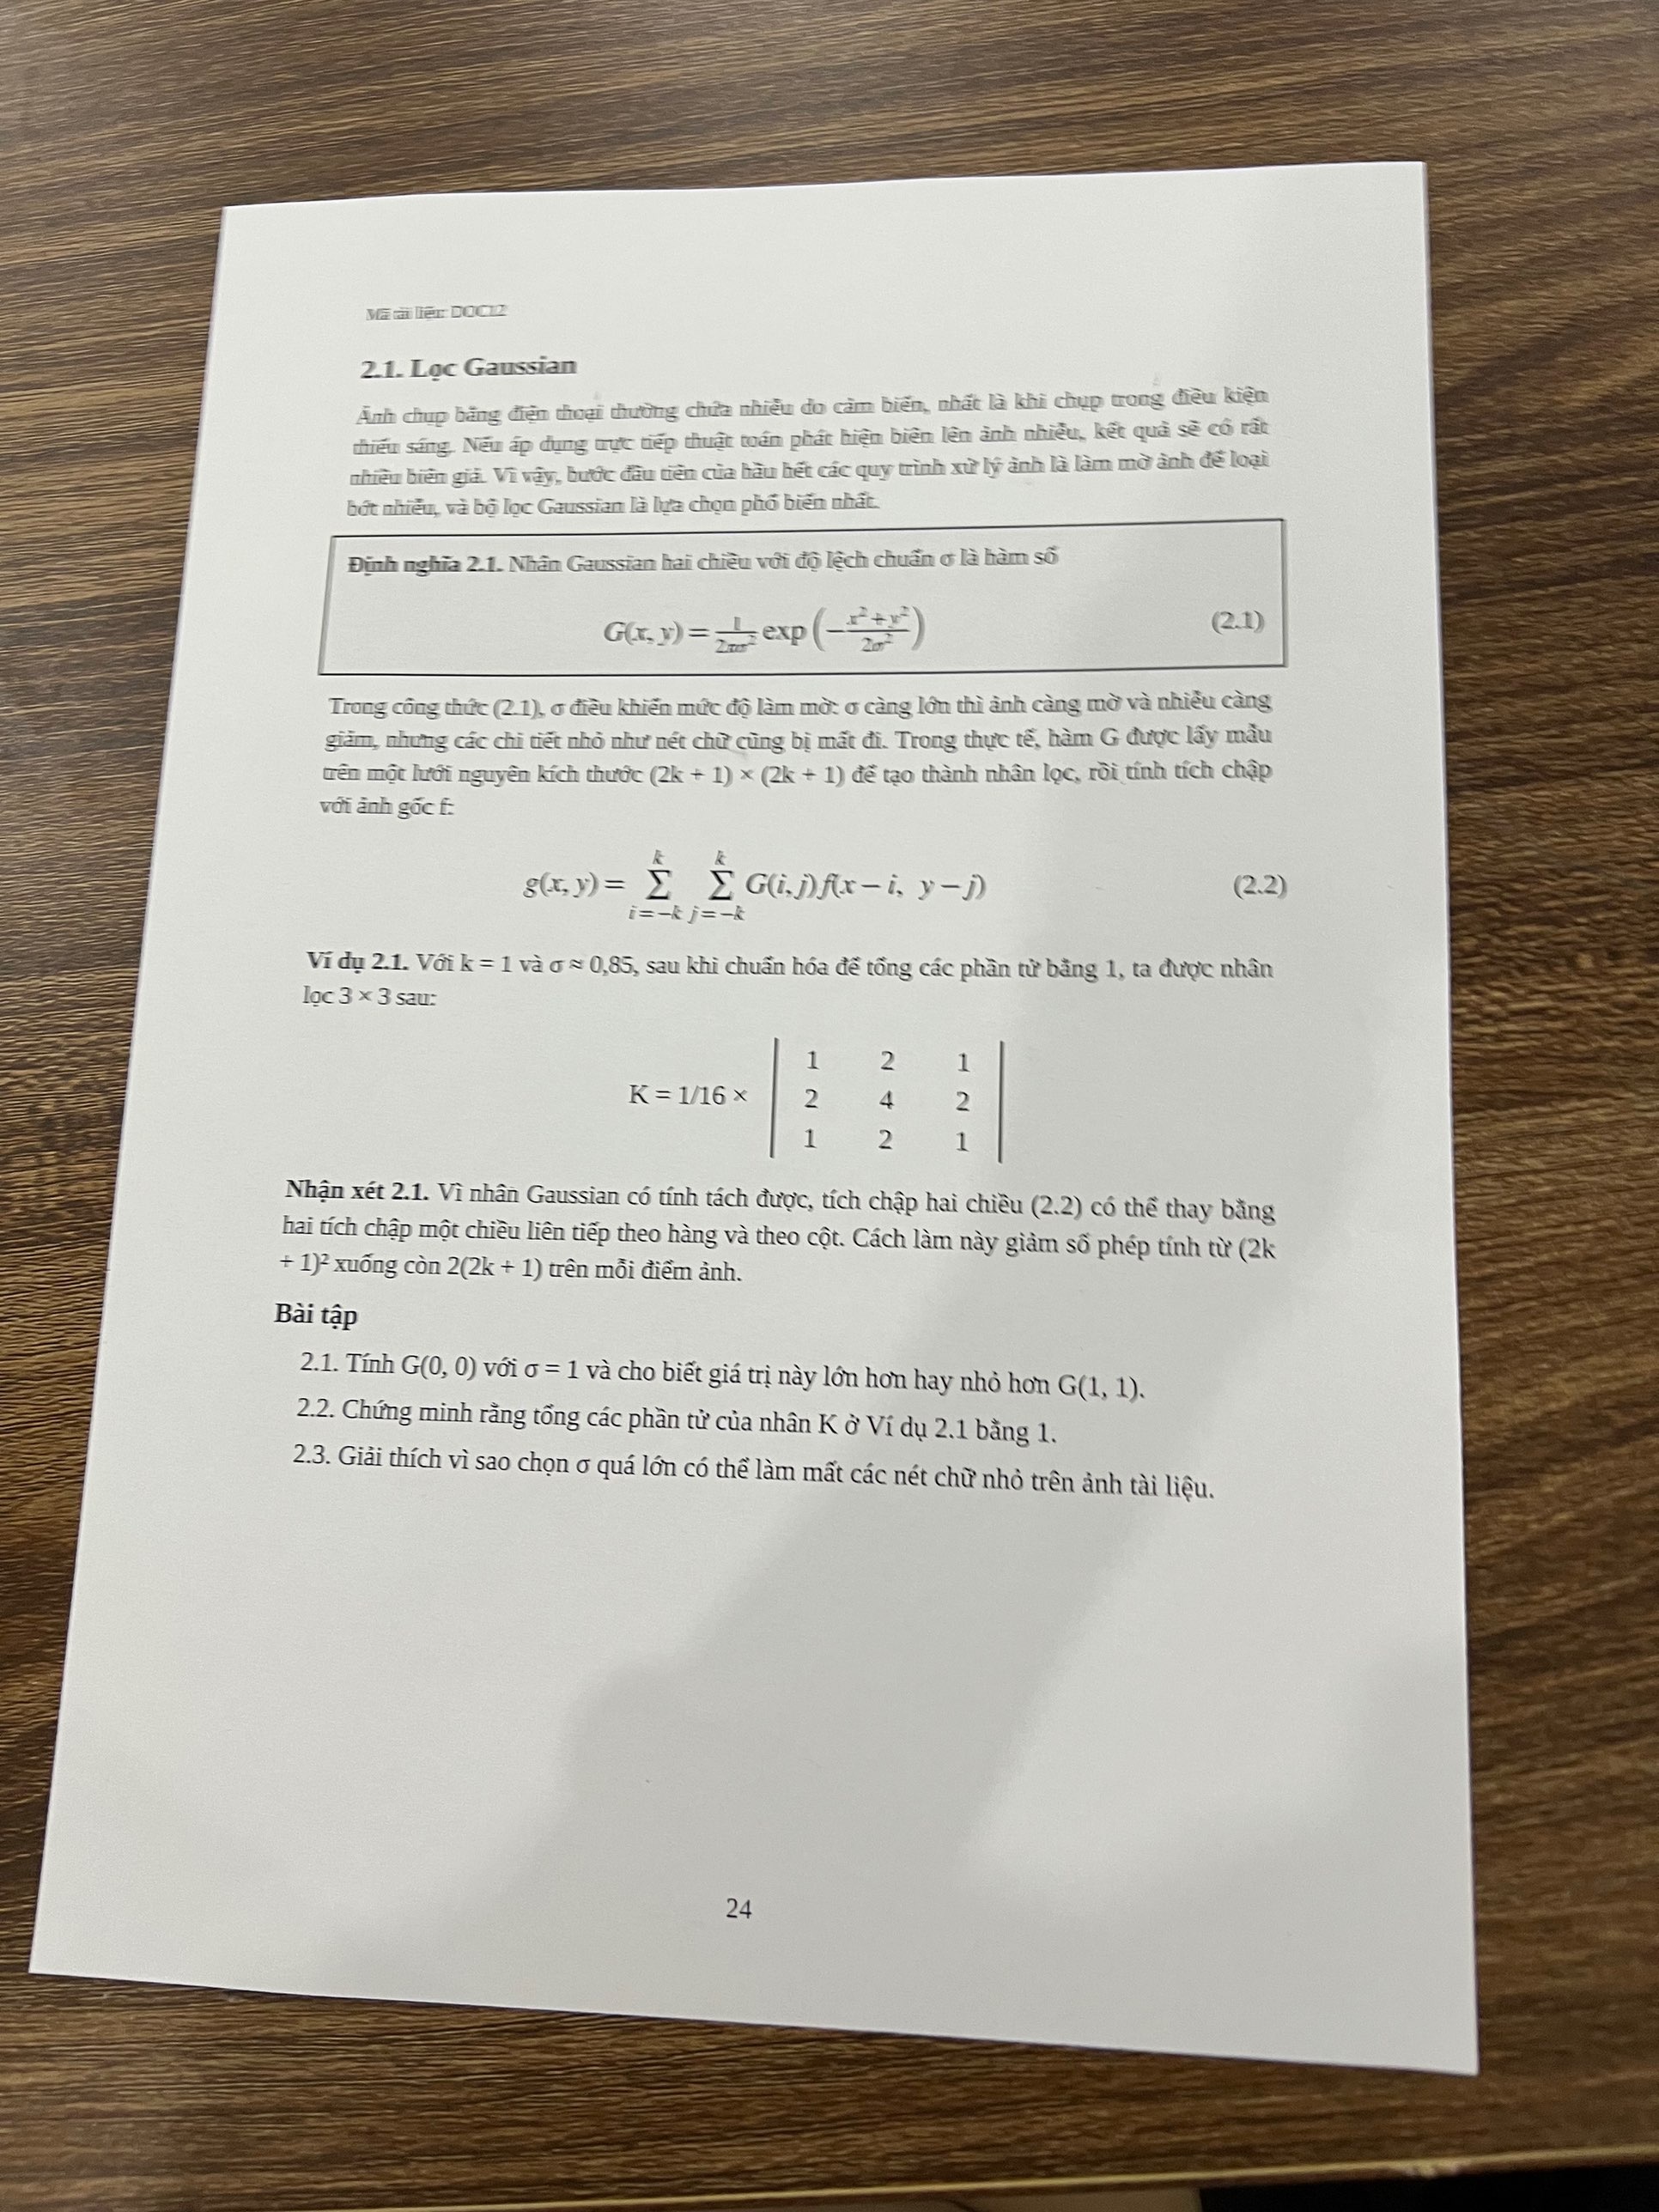 Mã tài liệu: DOC12
2.1. Lọc Gaussian
Ảnh chụp bằng điện thoại thường chứa nhiễu do cảm biến, nhất là khi chụp trong điều kiện
thiếu sáng. Nếu áp dụng trực tiếp thuật toán phát hiện biên lên ảnh nhiễu, kết quả sẽ có rất
nhiều biên giả. Vì vậy, bước đầu tiên của hầu hết các quy trình xử lý ảnh là làm mờ ảnh để loại
bớt nhiễu, và bộ lọc Gaussian là lựa chọn phổ biến nhất.
Định nghĩa 2.1. Nhân Gaussian hai chiều với độ lệch chuẩn σ là hàm số
G(x, y) = 1/(2πσ²) exp(−(x² + y²)/(2σ²)) (2.1)
Trong công thức (2.1), σ điều khiển mức độ làm mờ: σ càng lớn thì ảnh càng mờ và nhiễu càng
giảm, nhưng các chi tiết nhỏ như nét chữ cũng bị mất đi. Trong thực tế, hàm G được lấy mẫu
trên một lưới nguyên kích thước (2k + 1) × (2k + 1) để tạo thành nhân lọc, rồi tính tích chập
với ảnh gốc f:
g(x, y) = Σ_{i=−k}^{k} Σ_{j=−k}^{k} G(i, j) f(x − i, y − j) (2.2)
Ví dụ 2.1. Với k = 1 và σ ≈ 0,85, sau khi chuẩn hóa để tổng các phần tử bằng 1, ta được nhân
lọc 3 × 3 sau:
1 2 1
K = 1/16 × 2 4 2
1 2 1
Nhận xét 2.1. Vì nhân Gaussian có tính tách được, tích chập hai chiều (2.2) có thể thay bằng
hai tích chập một chiều liên tiếp theo hàng và theo cột. Cách làm này giảm số phép tính từ (2k
+ 1)² xuống còn 2(2k + 1) trên mỗi điểm ảnh.
Bài tập
2.1. Tính G(0, 0) với σ = 1 và cho biết giá trị này lớn hơn hay nhỏ hơn G(1, 1).
2.2. Chứng minh rằng tổng các phần tử của nhân K ở Ví dụ 2.1 bằng 1.
2.3. Giải thích vì sao chọn σ quá lớn có thể làm mất các nét chữ nhỏ trên ảnh tài liệu.
24